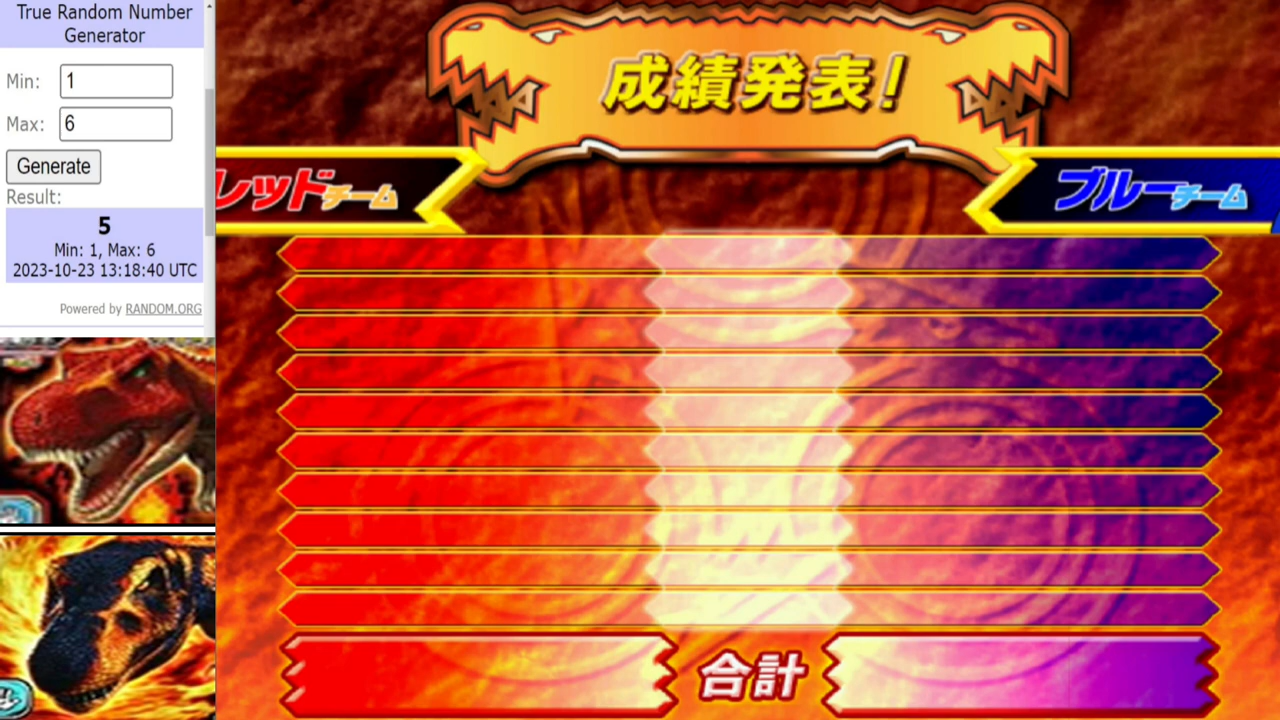 True Random Number
Generator
Min: 1
Max: 6
Generate
Result:
5
Min: 1, Max: 6
2023-10-23 13:18:40 UTC
Powered by RANDOM.ORG
成績発表!
レッドチーム
ブルーチーム
合計